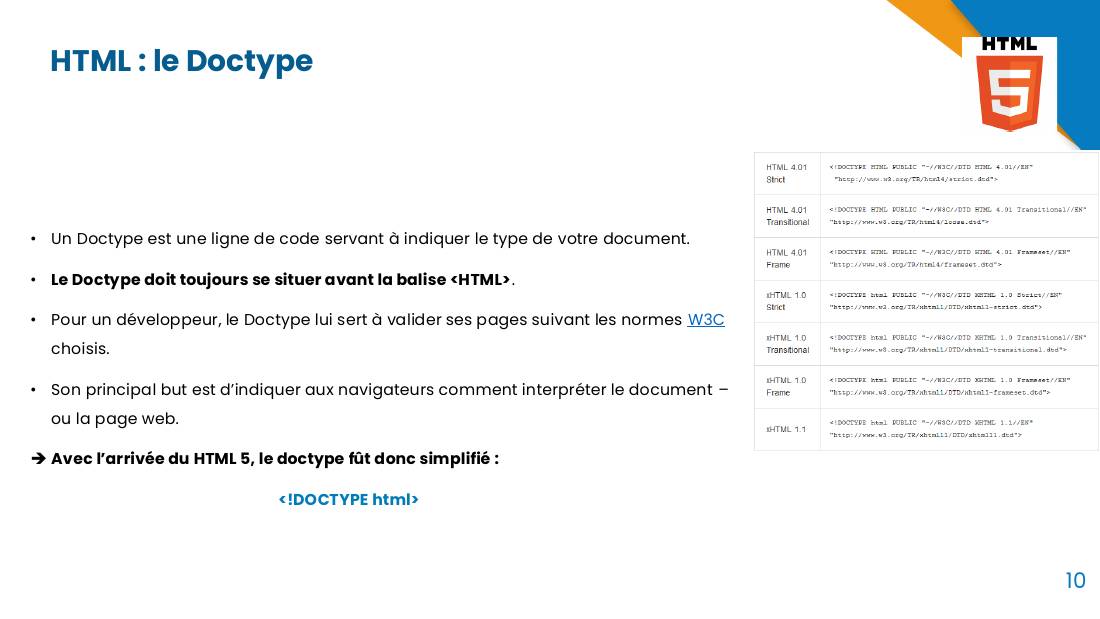 HTML : le Doctype
HTML
5
• Un Doctype est une ligne de code servant à indiquer le type de votre document.
• Le Doctype doit toujours se situer avant la balise <HTML>.
• Pour un développeur, le Doctype lui sert à valider ses pages suivant les normes W3C
choisis.
• Son principal but est d’indiquer aux navigateurs comment interpréter le document –
ou la page web.
➔ Avec l’arrivée du HTML 5, le doctype fût donc simplifié :
<!DOCTYPE html>
HTML 4.01 <!DOCTYPE HTML PUBLIC "-//W3C//DTD HTML 4.01//EN"
Strict "http://www.w3.org/TR/html4/strict.dtd">
HTML 4.01 <!DOCTYPE HTML PUBLIC "-//W3C//DTD HTML 4.01 Transitional//EN"
Transitional "http://www.w3.org/TR/html4/loose.dtd">
HTML 4.01 <!DOCTYPE HTML PUBLIC "-//W3C//DTD HTML 4.01 Frameset//EN"
Frame "http://www.w3.org/TR/html4/frameset.dtd">
xHTML 1.0 <!DOCTYPE html PUBLIC "-//W3C//DTD XHTML 1.0 Strict//EN"
Strict "http://www.w3.org/TR/xhtml1/DTD/xhtml1-strict.dtd">
xHTML 1.0 <!DOCTYPE html PUBLIC "-//W3C//DTD XHTML 1.0 Transitional//EN"
Transitional "http://www.w3.org/TR/xhtml1/DTD/xhtml1-transitional.dtd">
xHTML 1.0 <!DOCTYPE html PUBLIC "-//W3C//DTD XHTML 1.0 Frameset//EN"
Frame "http://www.w3.org/TR/xhtml1/DTD/xhtml1-frameset.dtd">
xHTML 1.1 <!DOCTYPE html PUBLIC "-//W3C//DTD XHTML 1.1//EN"
"http://www.w3.org/TR/xhtml11/DTD/xhtml11.dtd">
10